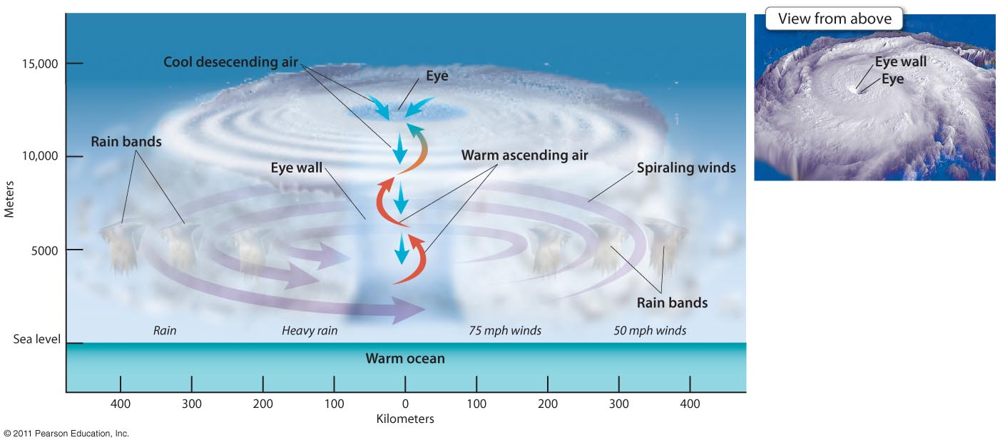 View from above
Eye wall
Eye
15,000
10,000
5000
Sea level
Meters
Cool desecending air
Eye
Rain bands
Eye wall
Warm ascending air
Spiraling winds
Rain bands
Rain
Heavy rain
75 mph winds
50 mph winds
Warm ocean
400
300
200
100
0
100
200
300
400
Kilometers
© 2011 Pearson Education, Inc.